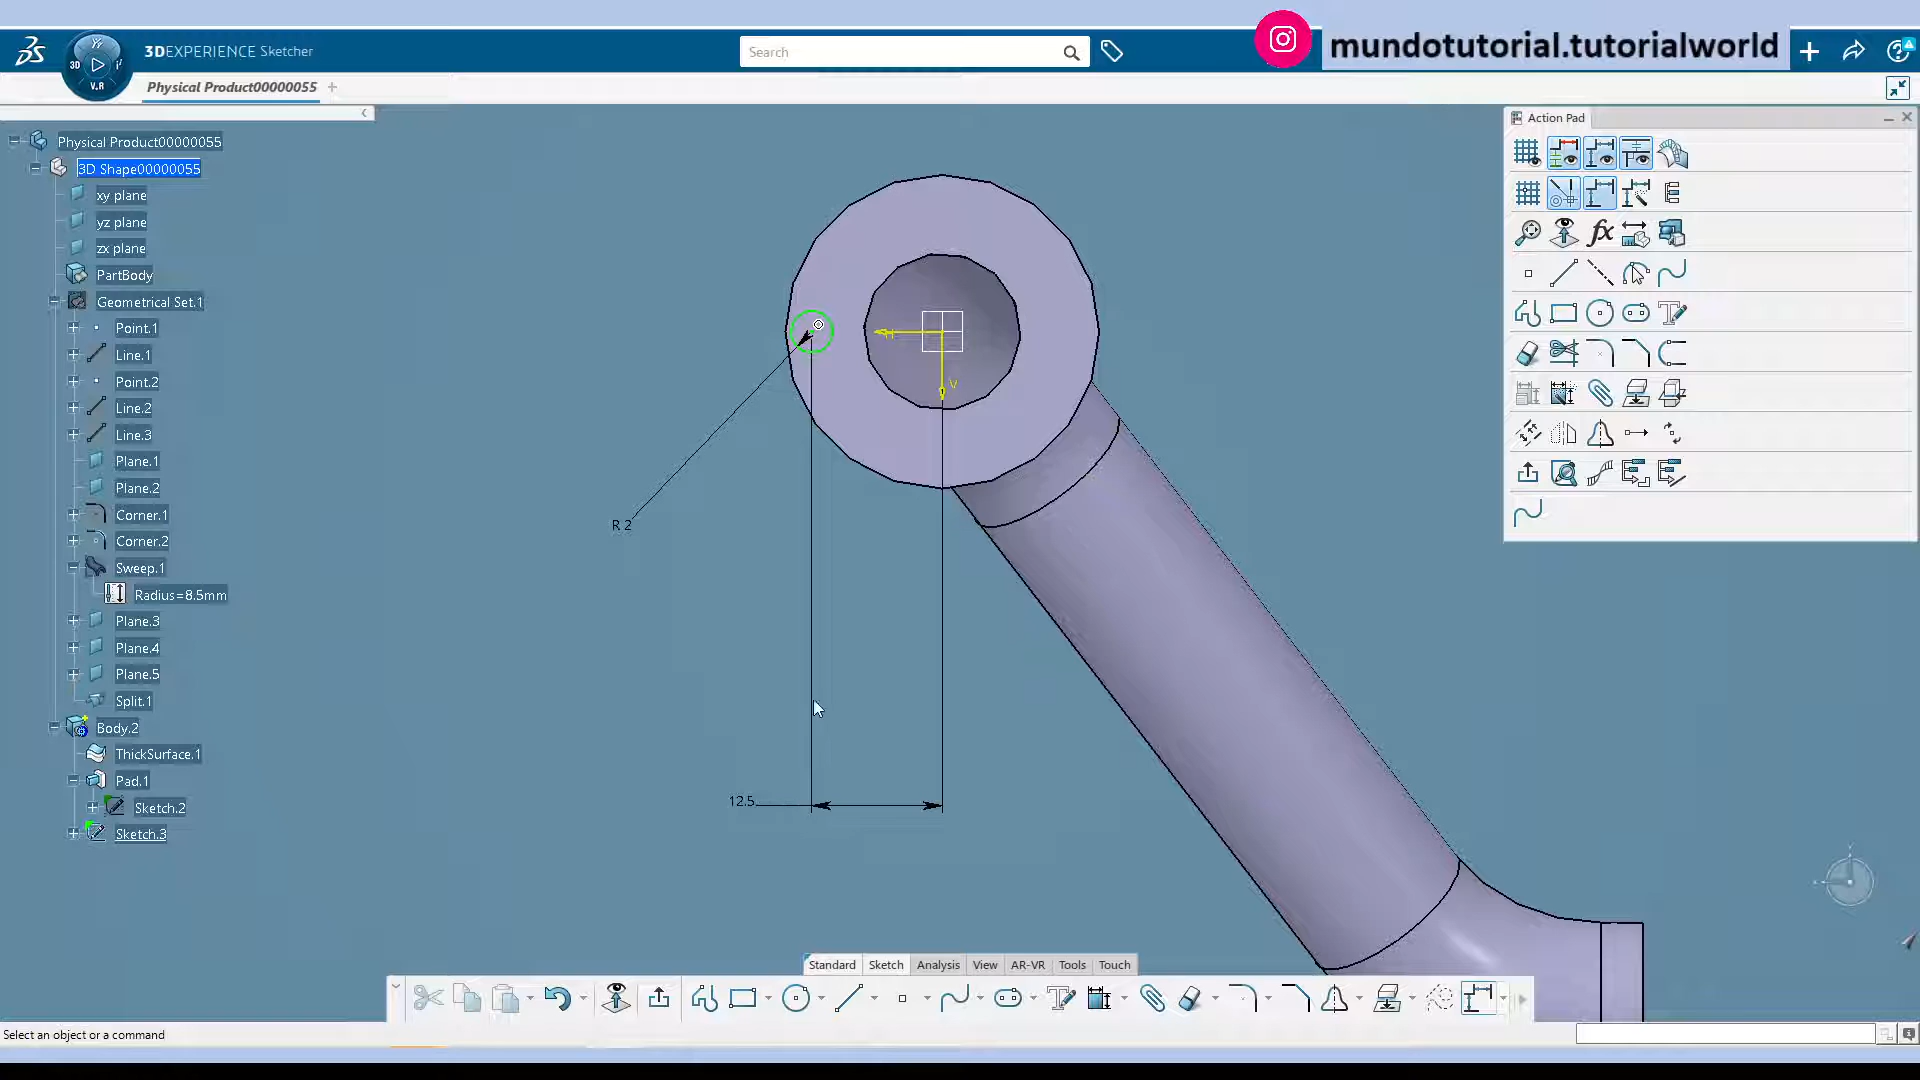 3DEXPERIENCE Sketcher
Search
mundotutorial.tutorialworld
3D
V.R
Physical Product00000055
Action Pad
Physical Product00000055
3D Shape00000055
xy plane
yz plane
zx plane
PartBody
Geometrical Set.1
Point.1
Line.1
Point.2
Line.2
Line.3
Plane.1
Plane.2
Corner.1
Corner.2
Sweep.1
Radius=8.5mm
Plane.3
Plane.4
Plane.5
Split.1
Body.2
ThickSurface.1
Pad.1
Sketch.2
Sketch.3
H
V
R 2
12.5
fx
Standard Sketch Analysis View AR-VR Tools Touch
Select an object or a command